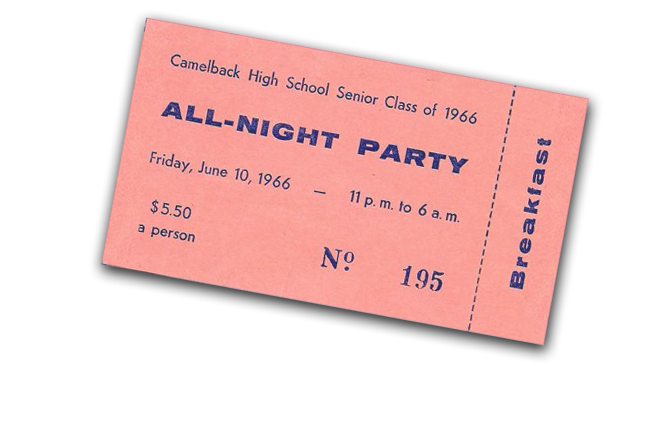 Camelback High School Senior Class of 1966
ALL-NIGHT PARTY
Friday, June 10, 1966 — 11 p.m. to 6 a.m.
$5.50
a person
Nº 195
Breakfast